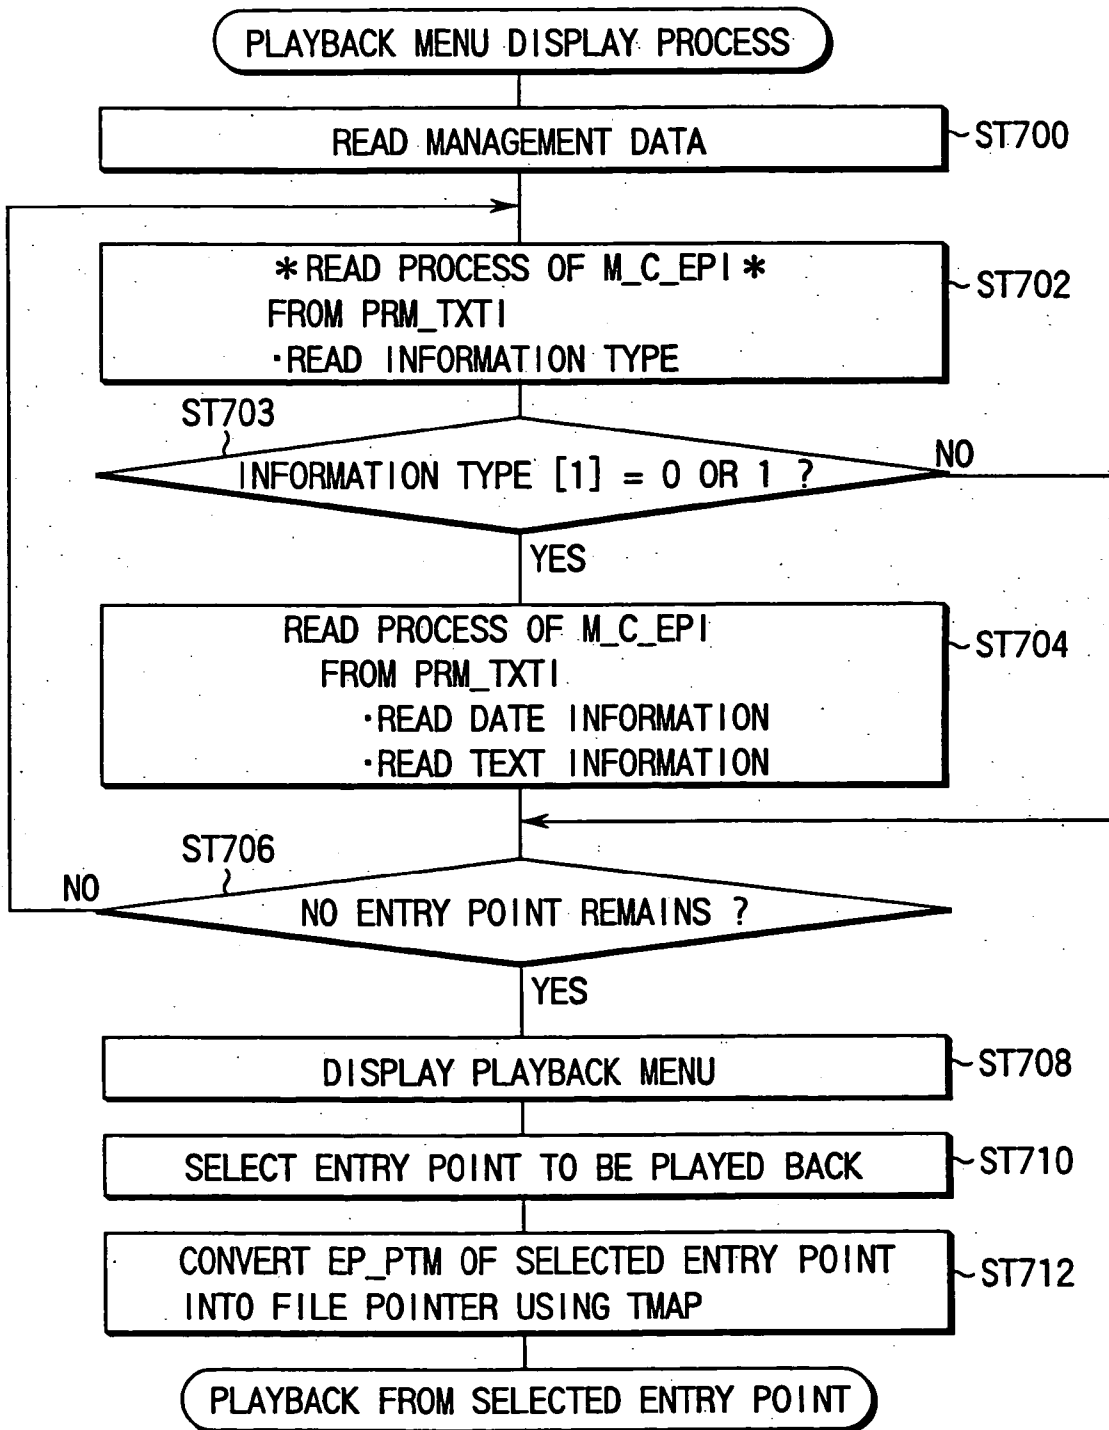 PLAYBACK MENU DISPLAY PROCESS
READ MANAGEMENT DATA
ST700
*READ PROCESS OF M_C_EPI*
FROM PRM_TXTI
·READ INFORMATION TYPE
ST702
ST703
INFORMATION TYPE [1] = 0 OR 1 ?
NO
YES
READ PROCESS OF M_C_EPI
FROM PRM_TXTI
·READ DATE INFORMATION
·READ TEXT INFORMATION
ST704
ST706
NO
NO ENTRY POINT REMAINS ?
YES
DISPLAY PLAYBACK MENU
ST708
SELECT ENTRY POINT TO BE PLAYED BACK
ST710
CONVERT EP_PTM OF SELECTED ENTRY POINT
INTO FILE POINTER USING TMAP
ST712
PLAYBACK FROM SELECTED ENTRY POINT